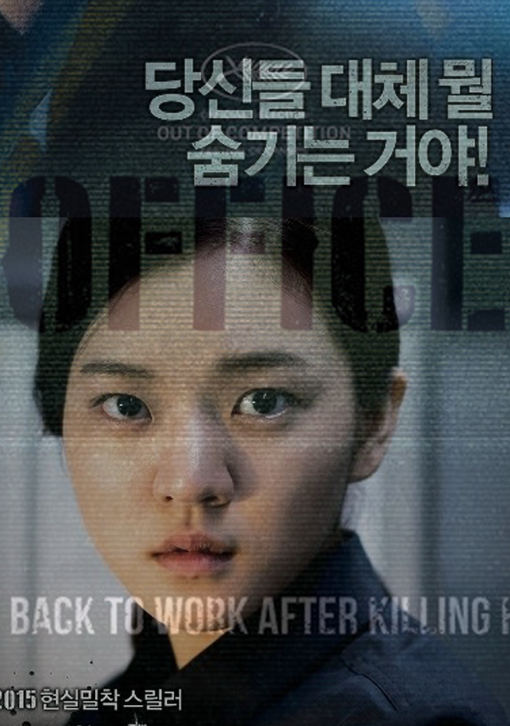 당신들 대체 뭘
OUT OF COMPETITION
숨기는 거야!
OFFICE
BACK TO WORK AFTER KILLING
2015 현실밀착 스릴러